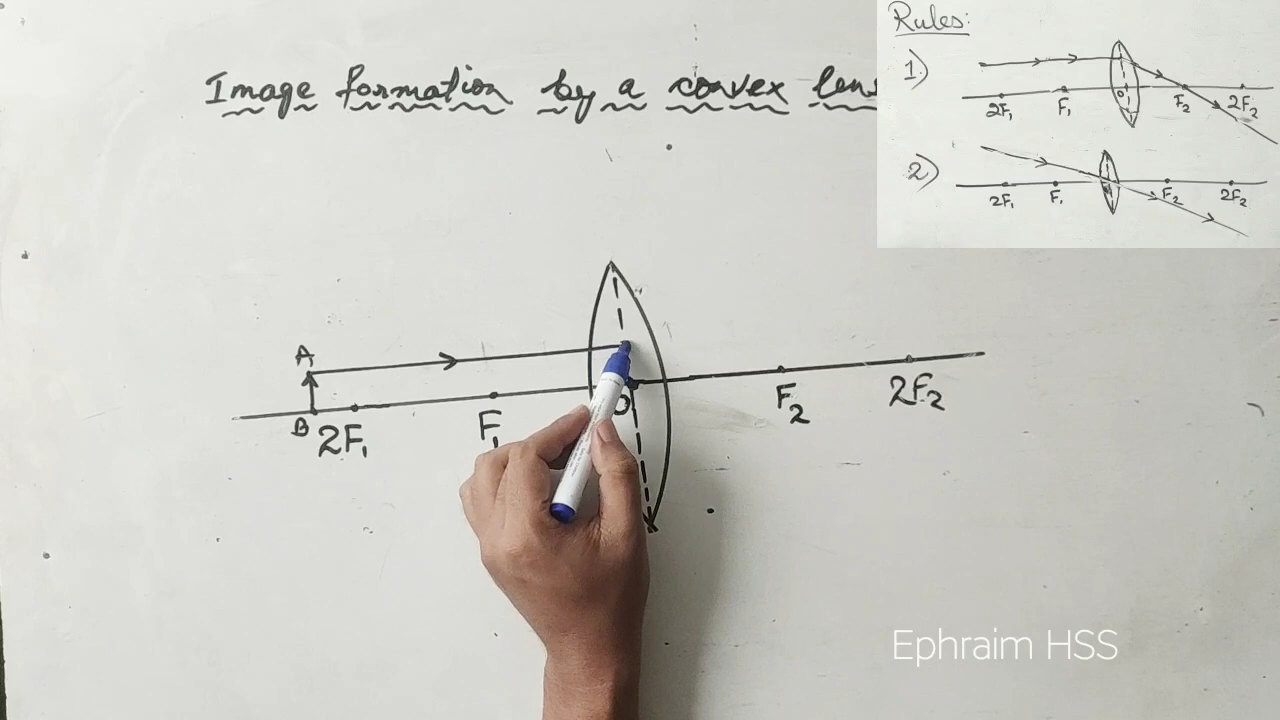 Image formation by a convex lens
Rules:
1)
2F₁ F₁ O F₂ 2F₂
2)
2F₁ F₁ F₂ 2F₂
A
B 2F₁ F₁ O F₂ 2F₂
Ephraim HSS